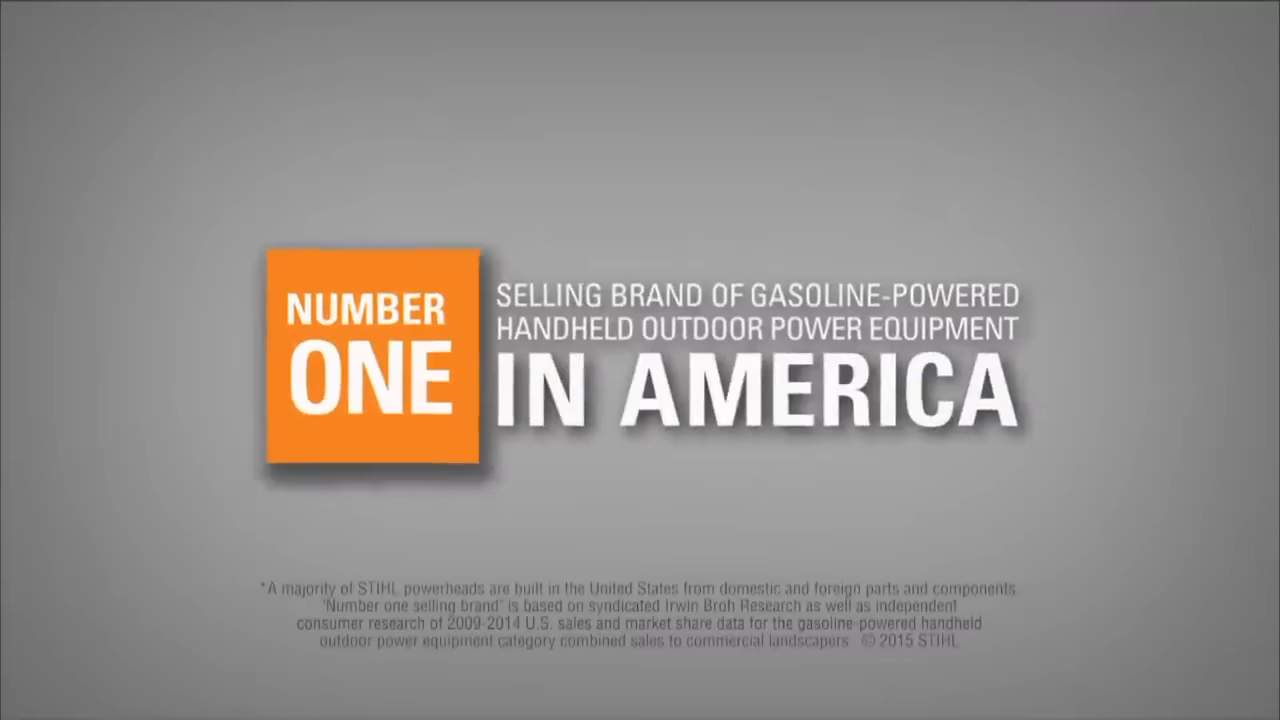 NUMBER
ONE
SELLING BRAND OF GASOLINE-POWERED
HANDHELD OUTDOOR POWER EQUIPMENT
IN AMERICA
*A majority of STIHL powerheads are built in the United States from domestic and foreign parts and components.
"Number one selling brand" is based on syndicated Irwin Broh Research as well as independent
consumer research of 2009-2014 U.S. sales and market share data for the gasoline-powered handheld
outdoor power equipment category combined sales to commercial landscapers. © 2015 STIHL